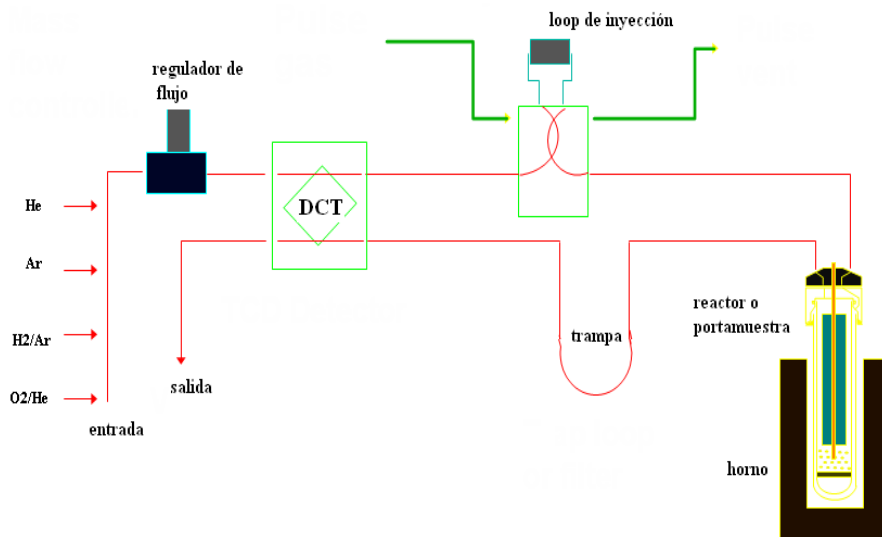 loop de inyección
regulador de
flujo
He
DCT
Ar
reactor o
portamuestra
H2/Ar
trampa
salida
O2/He
entrada
horno